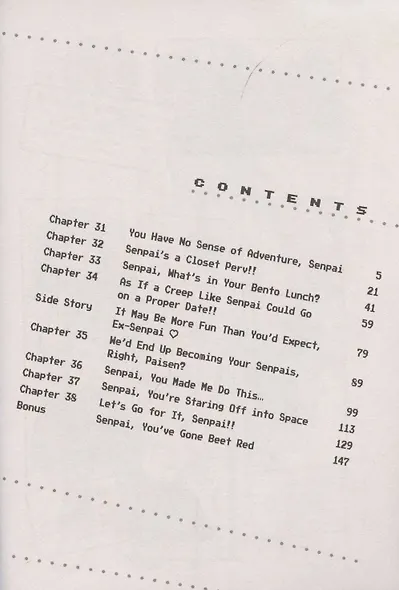 CONTENTS
Chapter 31 You Have No Sense of Adventure, Senpai 5
Chapter 32 Senpai's a Closet Perv!! 21
Chapter 33 Senpai, What's in Your Bento Lunch? 41
Chapter 34 As If a Creep Like Senpai Could Go
on a Proper Date!! 59
Side Story It May Be More Fun Than You'd Expect,
Ex-Senpai ♡ 79
Chapter 35 We'd End Up Becoming Your Senpais,
Right, Paisen? 89
Chapter 36 Senpai, You Made Me Do This… 99
Chapter 37 Senpai, You're Staring Off into Space 113
Chapter 38 Let's Go for It, Senpai!! 129
Bonus Senpai, You've Gone Beet Red 147